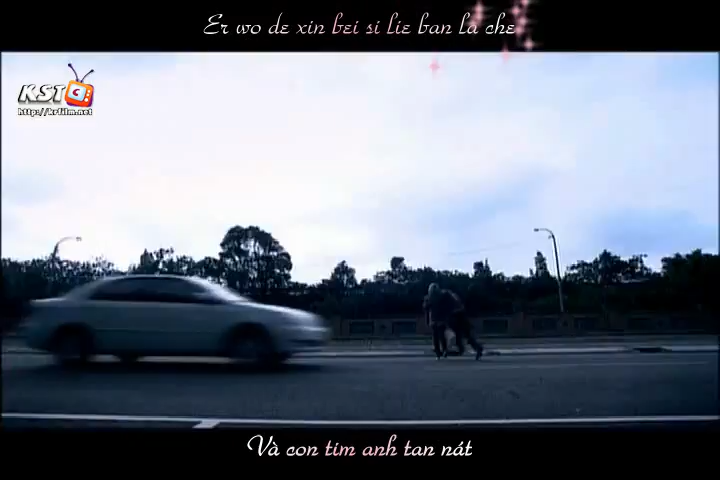 Er wo de xin bei si lie ban la che
KST
http://krfilm.net
Và con tim anh tan nát